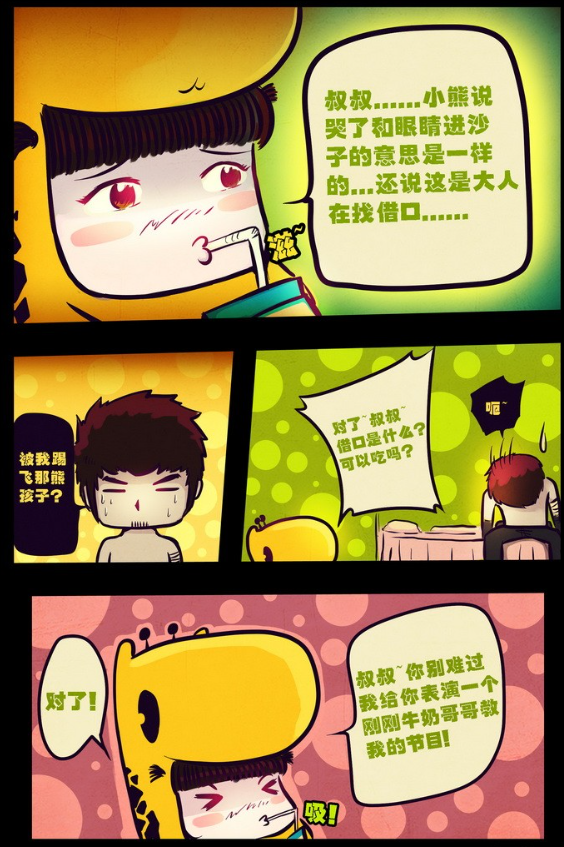 叔叔.......小熊说
哭了和眼睛进沙
子的意思是一样
的...还说这是大人
在找借口......
滋~
被我踢
飞那熊
孩子?
对了~叔叔~
借口是什么?
可以吃吗?
呃~
对了!
叔叔~你别难过
我给你表演一个
刚刚牛奶哥哥教
我的节目!
吸!